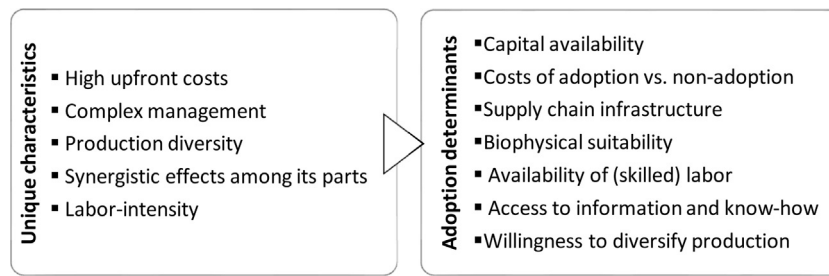 Unique characteristics
▪ High upfront costs
▪ Complex management
▪ Production diversity
▪ Synergistic effects among its parts
▪ Labor-intensity
Adoption determinants
▪Capital availability
▪Costs of adoption vs. non-adoption
▪Supply chain infrastructure
▪Biophysical suitability
▪ Availability of (skilled) labor
▪ Access to information and know-how
▪Willingness to diversify production